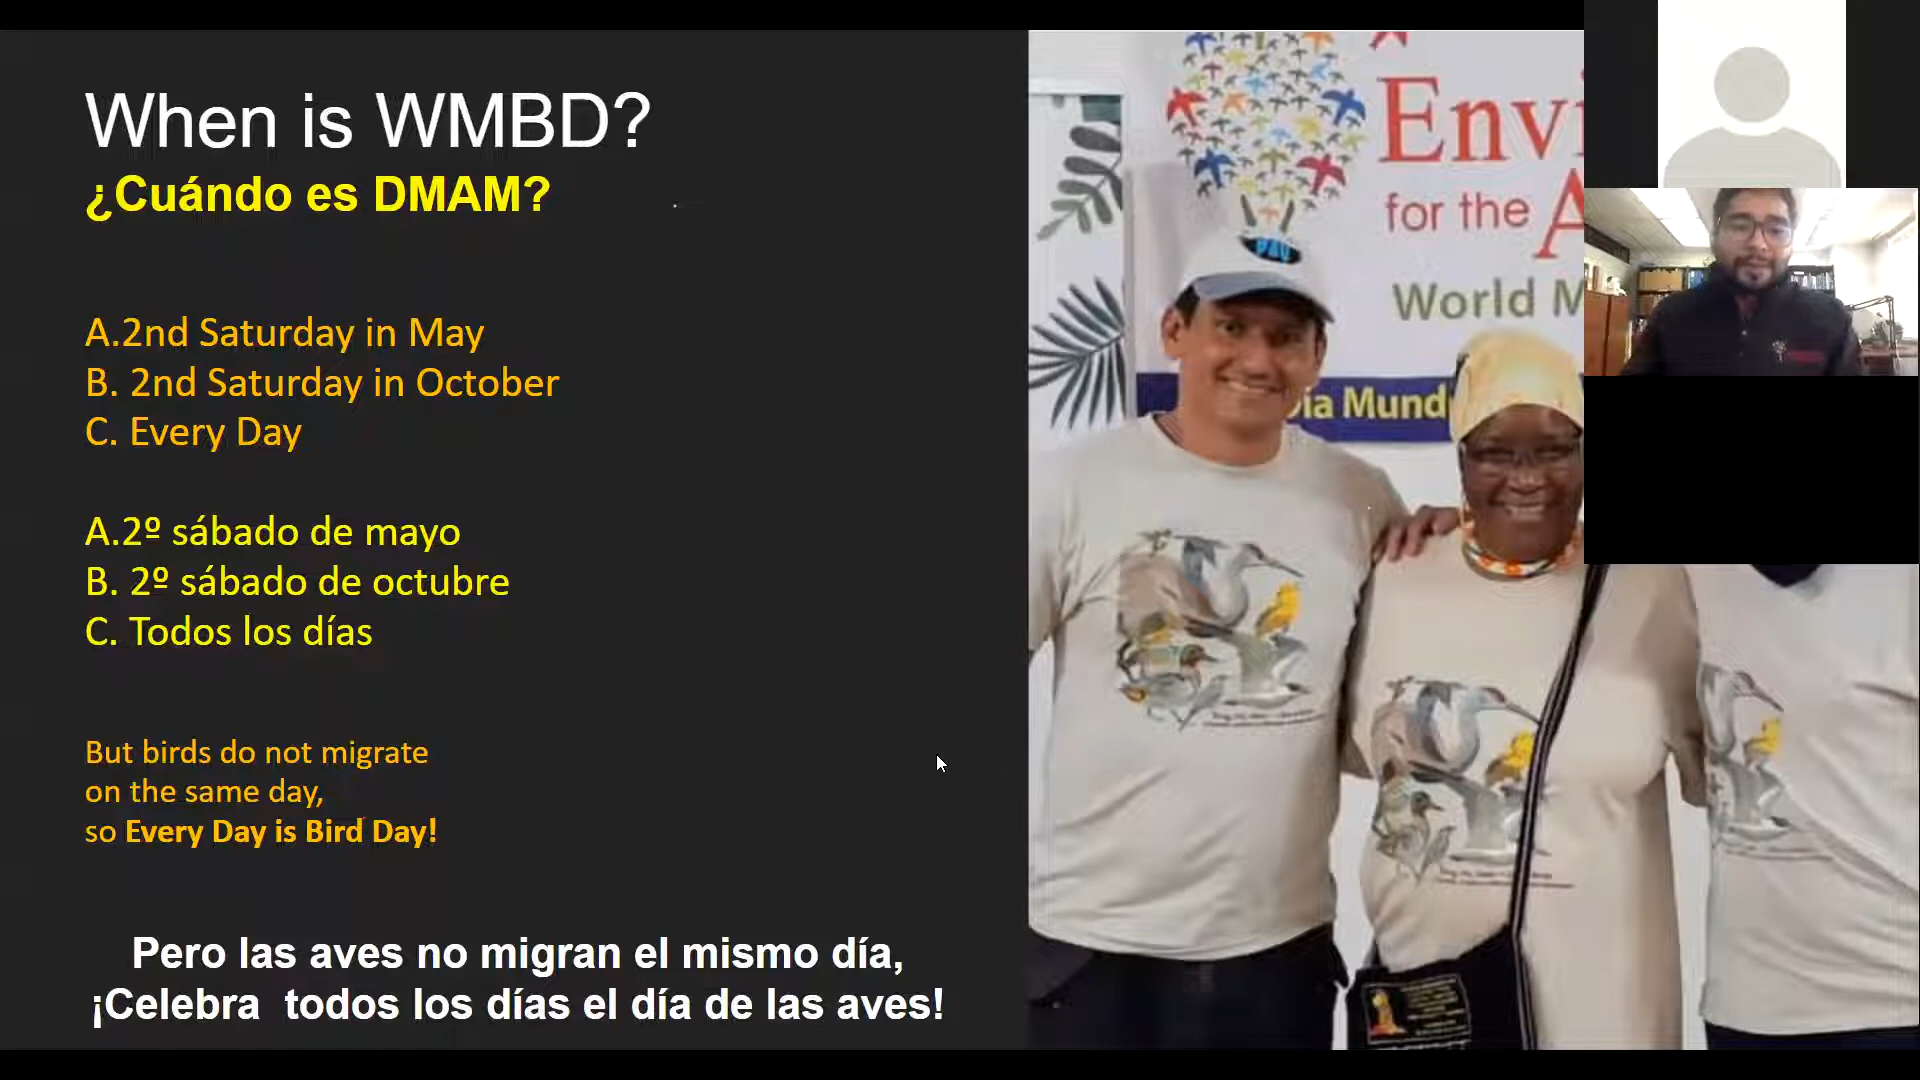 When is WMBD?
¿Cuándo es DMAM?
A.2nd Saturday in May
B. 2nd Saturday in October
C. Every Day
A.2º sábado de mayo
B. 2º sábado de octubre
C. Todos los días
But birds do not migrate
on the same day,
so Every Day is Bird Day!
Pero las aves no migran el mismo día,
¡Celebra  todos los días el día de las aves!
Envi
for the A
World M
Día Mund